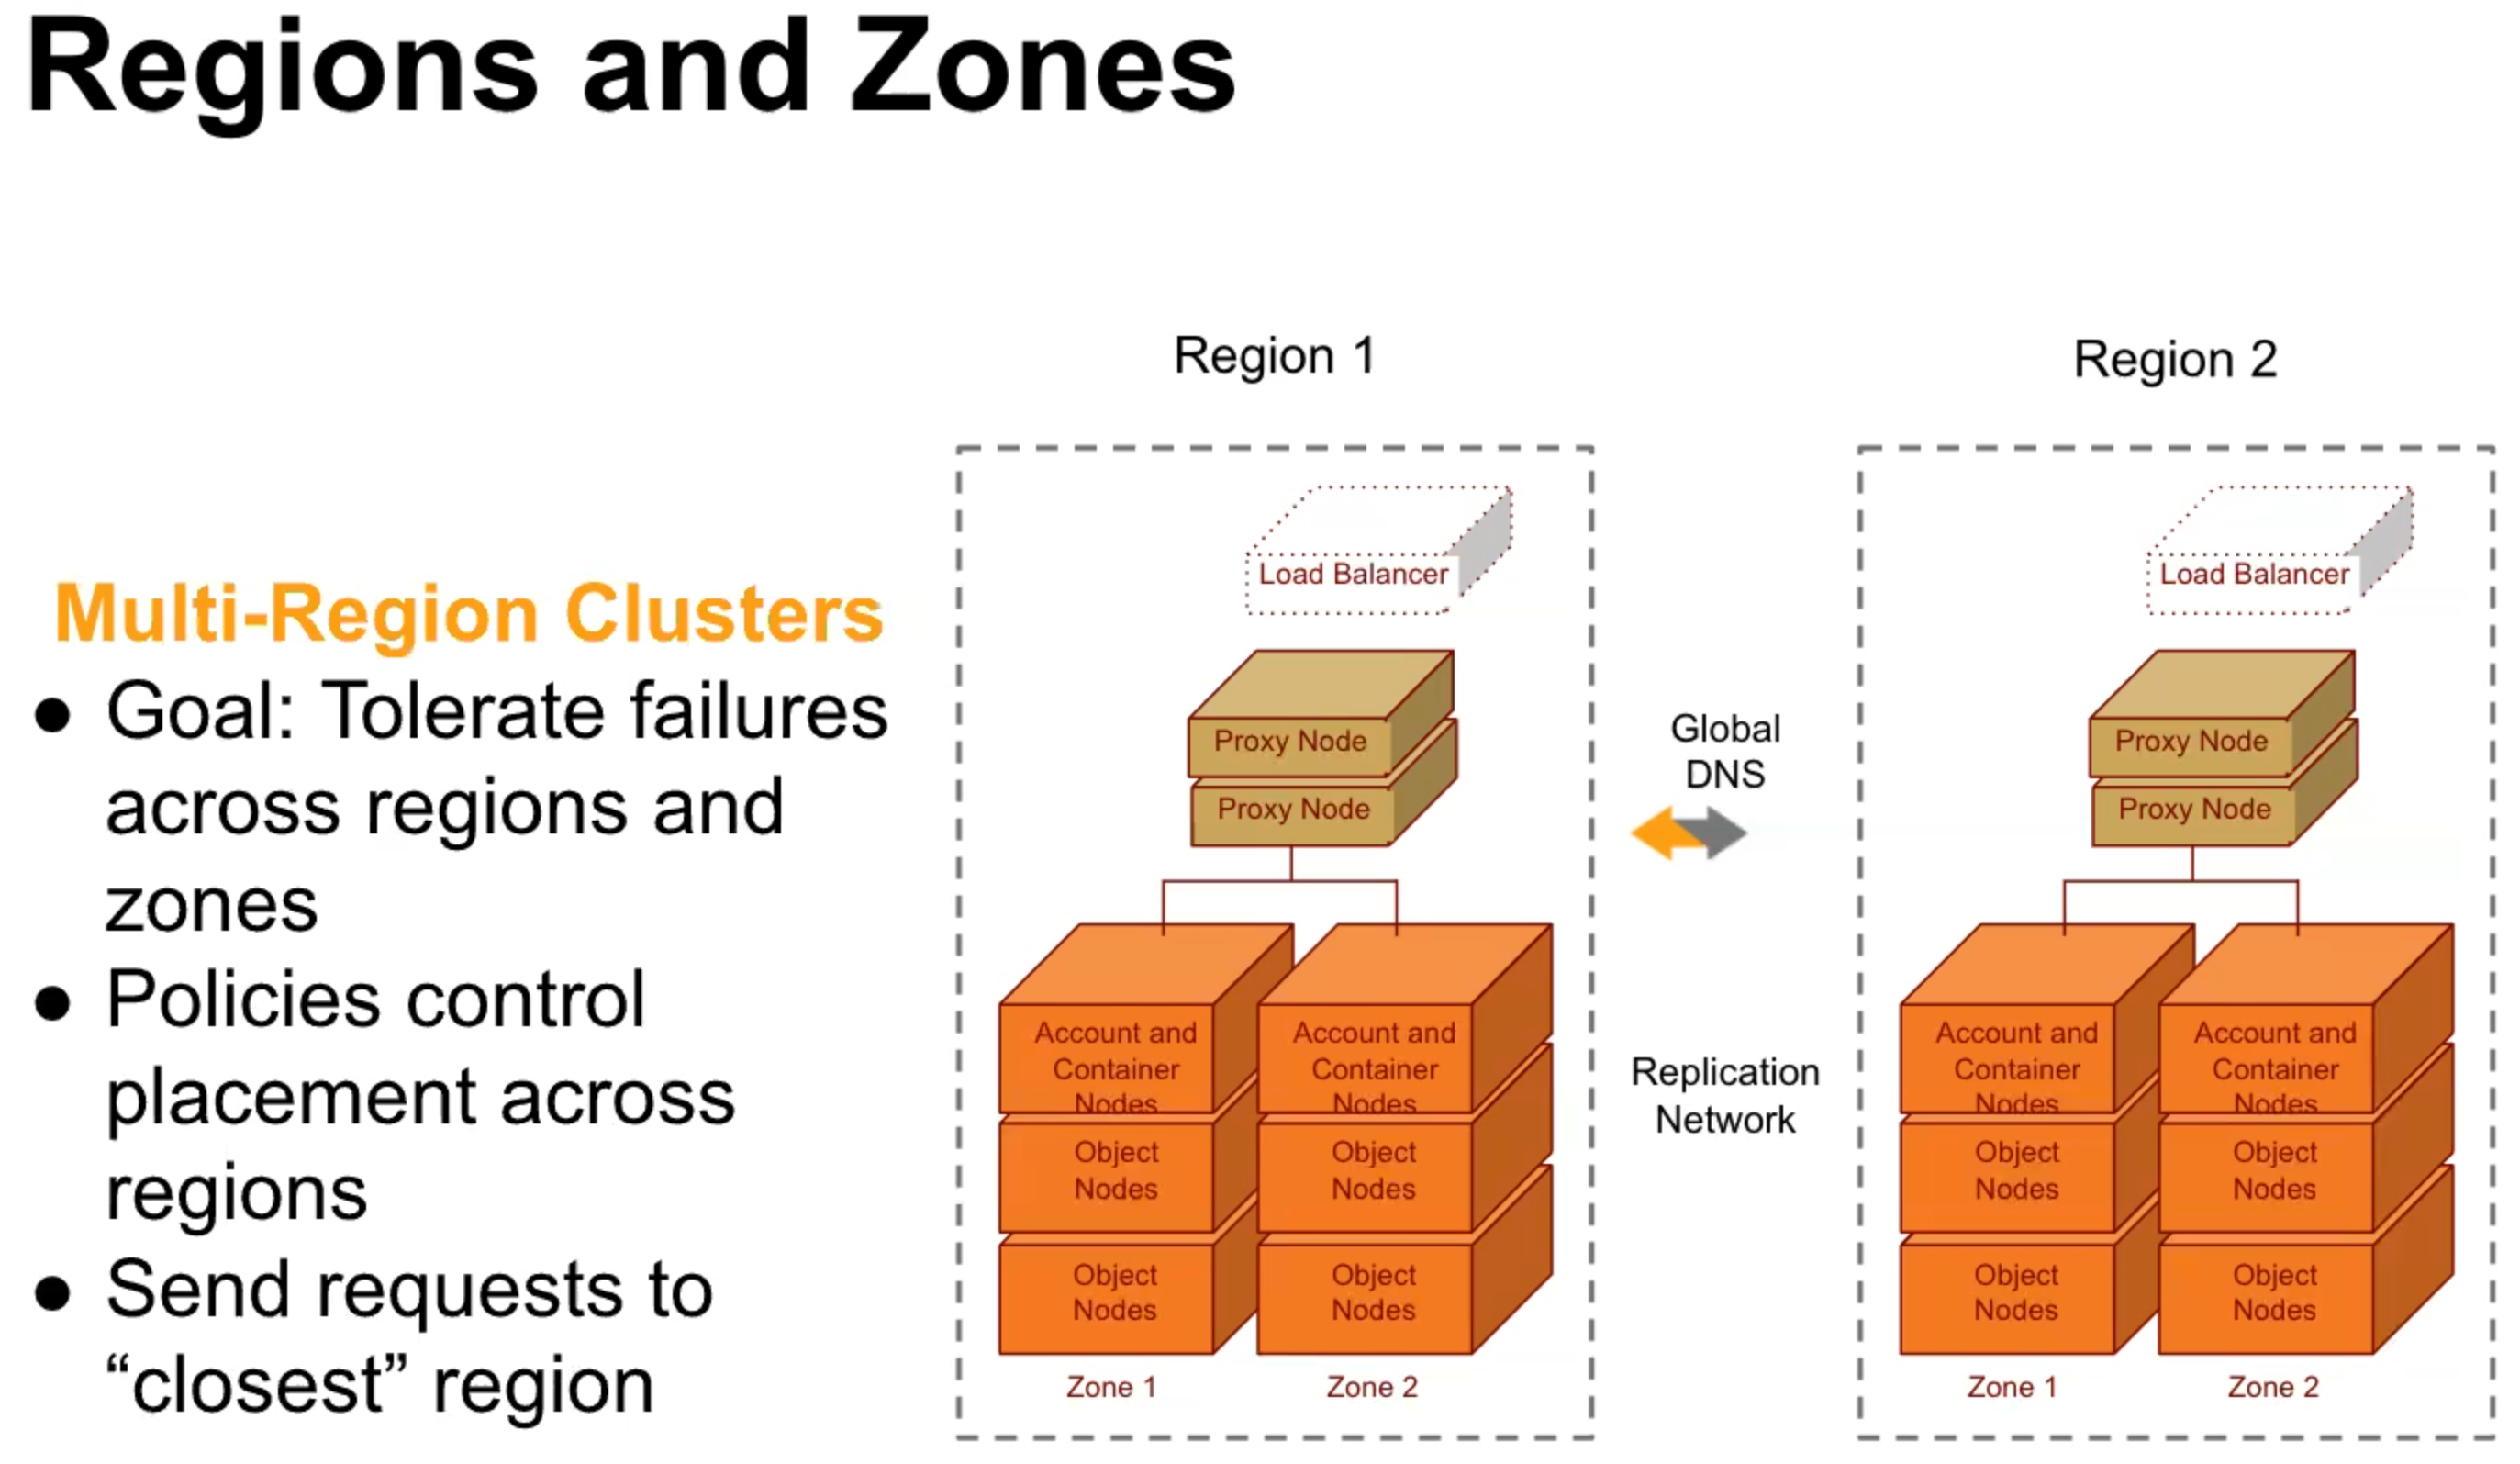 Regions and Zones
Multi-Region Clusters
● Goal: Tolerate failures
across regions and
zones
● Policies control
placement across
regions
● Send requests to
“closest” region
Region 1
Load Balancer
Proxy Node
Proxy Node
Account and
Container
Nodes
Object
Nodes
Object
Nodes
Zone 1
Account and
Container
Nodes
Object
Nodes
Object
Nodes
Zone 2
Global
DNS
Replication
Network
Region 2
Load Balancer
Proxy Node
Proxy Node
Account and
Container
Nodes
Object
Nodes
Object
Nodes
Zone 1
Account and
Container
Nodes
Object
Nodes
Object
Nodes
Zone 2